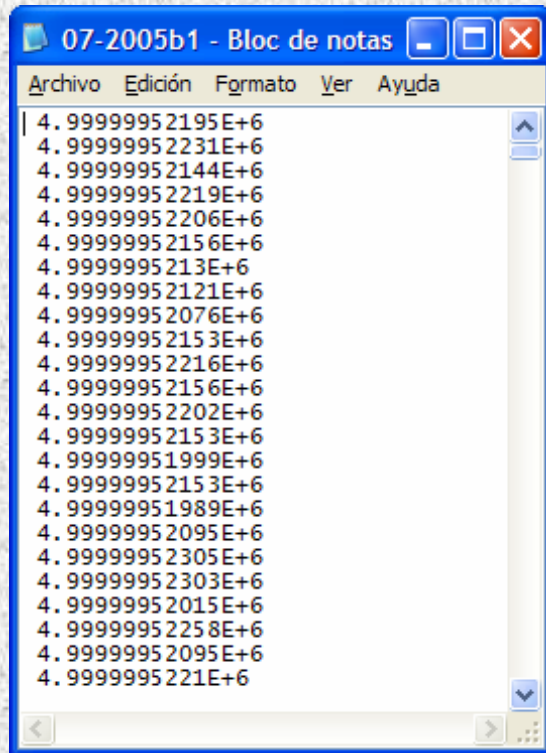 07-2005b1 - Bloc de notas
Archivo Edición Formato Ver Ayuda
4.99999952195E+6
4.99999952231E+6
4.99999952144E+6
4.99999952219E+6
4.99999952206E+6
4.99999952156E+6
4.9999995213E+6
4.99999952121E+6
4.99999952076E+6
4.99999952153E+6
4.99999952216E+6
4.99999952156E+6
4.99999952202E+6
4.99999952153E+6
4.99999951999E+6
4.99999952153E+6
4.99999951989E+6
4.99999952095E+6
4.99999952305E+6
4.99999952303E+6
4.99999952015E+6
4.99999952258E+6
4.99999952095E+6
4.9999995221E+6